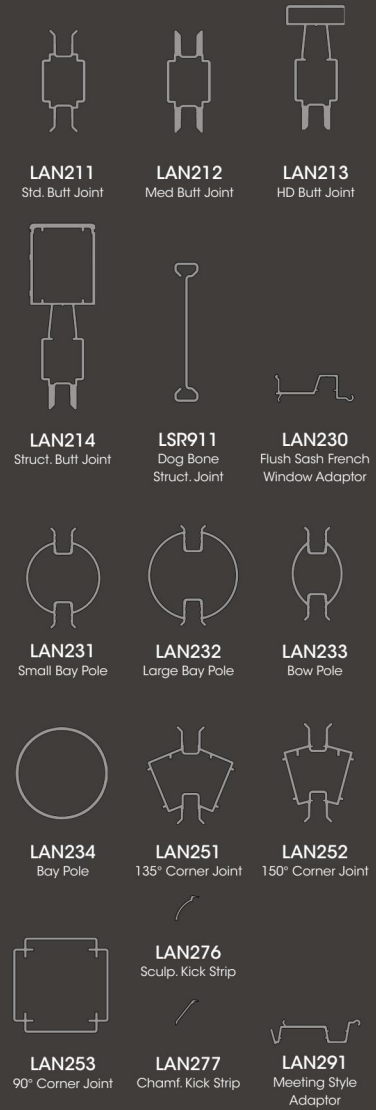 LAN211
Std. Butt Joint
LAN212
Med Butt Joint
LAN213
HD Butt Joint
LAN214
Struct. Butt Joint
LSR911
Dog Bone
Struct. Joint
LAN230
Flush Sash French
Window Adaptor
LAN231
Small Bay Pole
LAN232
Large Bay Pole
LAN233
Bow Pole
LAN234
Bay Pole
LAN251
135° Corner Joint
LAN252
150° Corner Joint
LAN276
Sculp. Kick Strip
LAN253
90° Corner Joint
LAN277
Chamf. Kick Strip
LAN291
Meeting Style
Adaptor